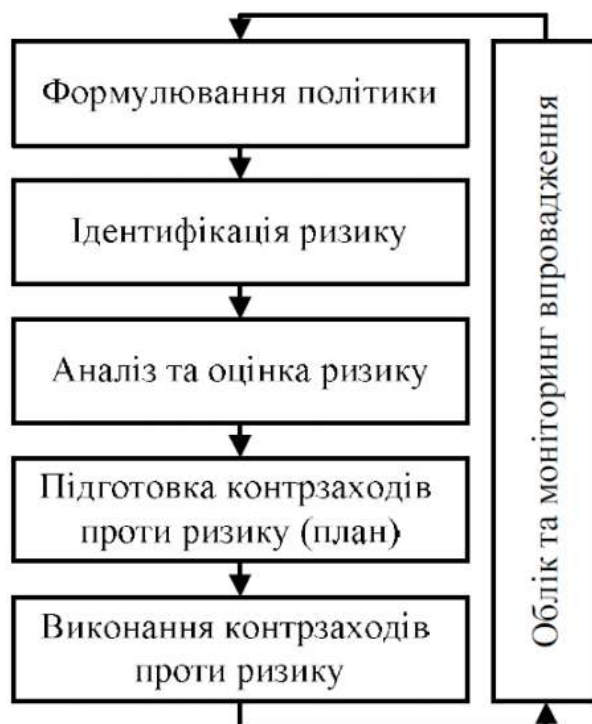 Формулювання політики
Ідентифікація ризику
Аналіз та оцінка ризику
Підготовка контрзаходів
проти ризику (план)
Виконання контрзаходів
проти ризику
Облік та моніторинг впровадження